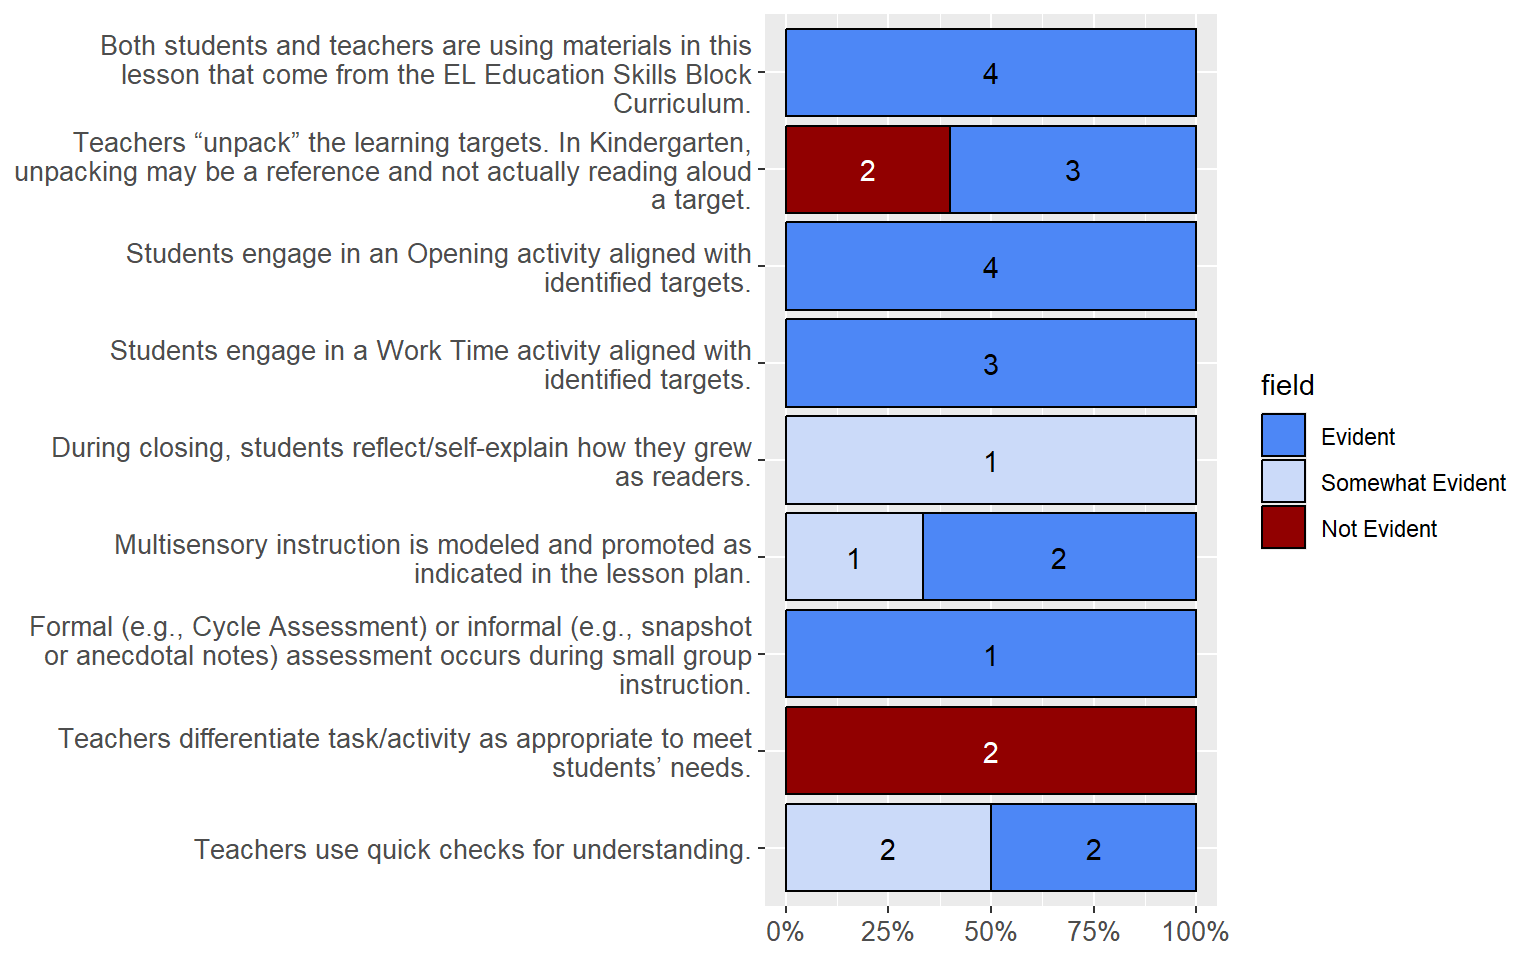 Both students and teachers are using materials in this
lesson that come from the EL Education Skills Block
Curriculum.
4
Teachers “unpack” the learning targets. In Kindergarten,
unpacking may be a reference and not actually reading aloud
a target.
2 3
Students engage in an Opening activity aligned with
identified targets.
4
Students engage in a Work Time activity aligned with
identified targets.
3
During closing, students reflect/self-explain how they grew
as readers.
1
Multisensory instruction is modeled and promoted as
indicated in the lesson plan.
1 2
Formal (e.g., Cycle Assessment) or informal (e.g., snapshot
or anecdotal notes) assessment occurs during small group
instruction.
1
Teachers differentiate task/activity as appropriate to meet
students’ needs.
2
Teachers use quick checks for understanding.
2 2
0% 25% 50% 75% 100%
field
Evident
Somewhat Evident
Not Evident